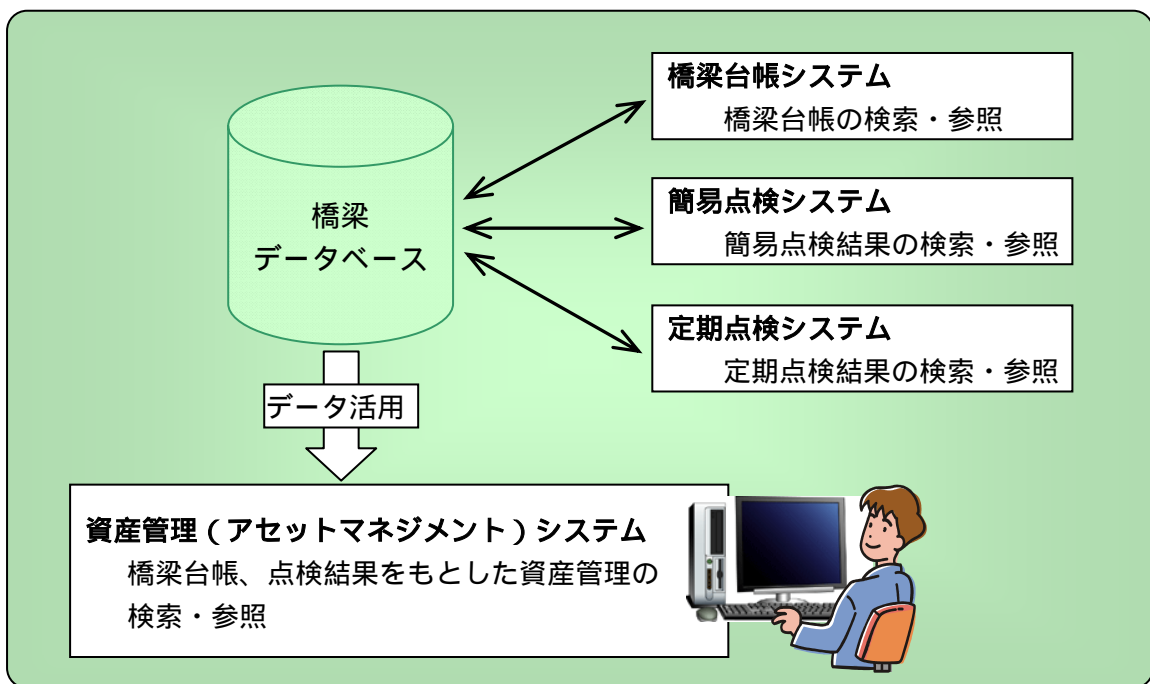 橋梁台帳システム
橋梁台帳の検索・参照
橋梁
データベース
簡易点検システム
簡易点検結果の検索・参照
定期点検システム
定期点検結果の検索・参照
データ活用
資産管理(アセットマネジメント)システム
橋梁台帳、点検結果をもとした資産管理の
検索・参照